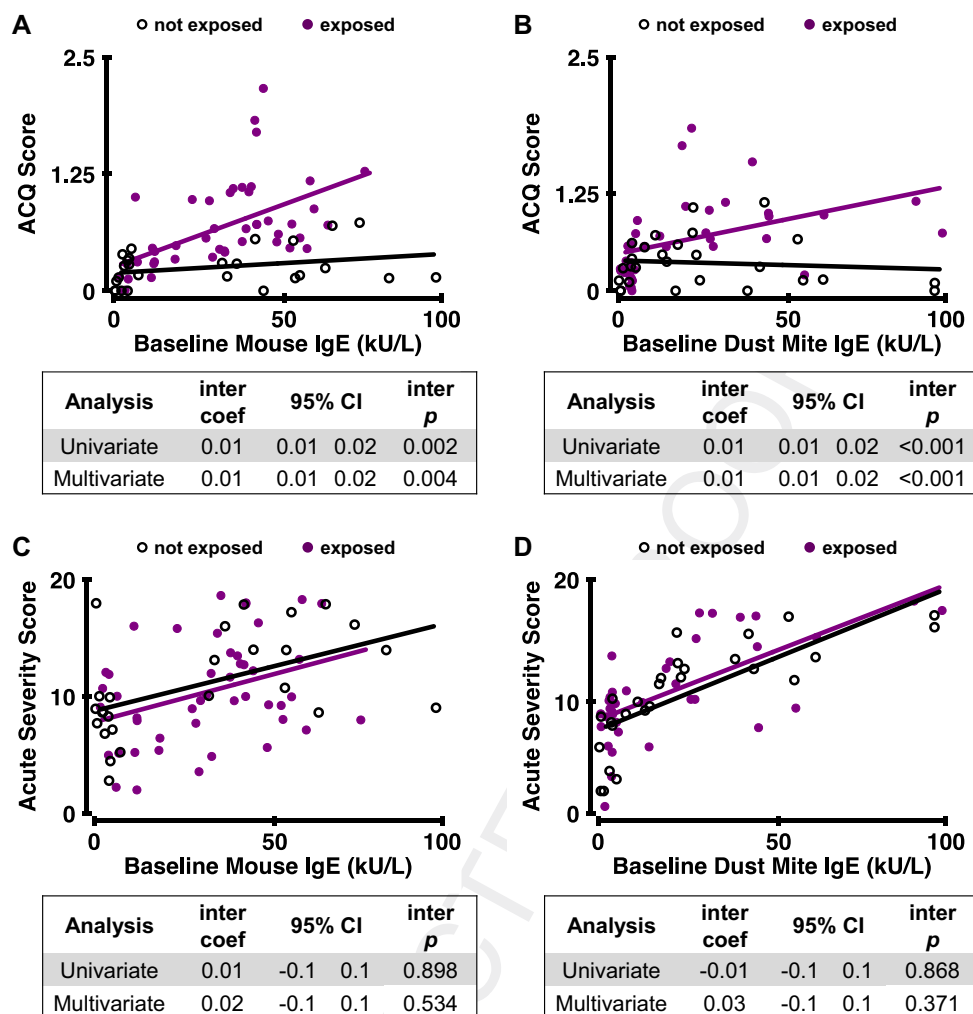 A
not exposed exposed
2.5
1.25
0
ACQ Score
0 50 100
Baseline Mouse IgE (kU/L)
Analysis inter coef 95% CI inter p
Univariate 0.01 0.01 0.02 0.002
Multivariate 0.01 0.01 0.02 0.004
B
not exposed exposed
2.5
1.25
0
ACQ Score
0 50 100
Baseline Dust Mite IgE (kU/L)
Analysis inter coef 95% CI inter p
Univariate 0.01 0.01 0.02 <0.001
Multivariate 0.01 0.01 0.02 <0.001
C
not exposed exposed
20
10
0
Acute Severity Score
0 50 100
Baseline Mouse IgE (kU/L)
Analysis inter coef 95% CI inter p
Univariate 0.01 -0.1 0.1 0.898
Multivariate 0.02 -0.1 0.1 0.534
D
not exposed exposed
20
10
0
Acute Severity Score
0 50 100
Baseline Dust Mite IgE (kU/L)
Analysis inter coef 95% CI inter p
Univariate -0.01 -0.1 0.1 0.868
Multivariate 0.03 -0.1 0.1 0.371